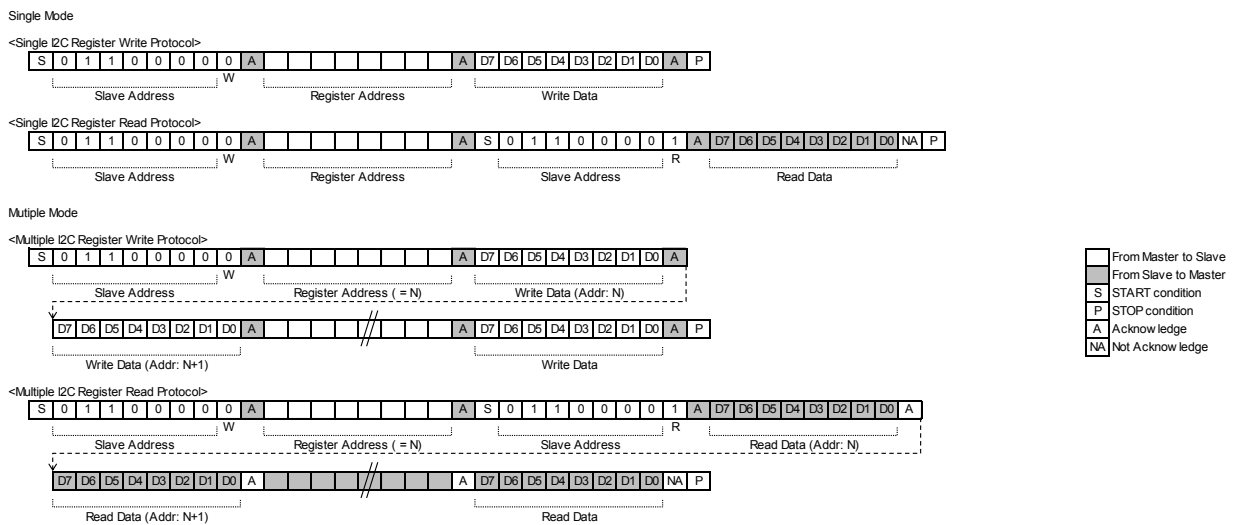 Single Mode
<Single I2C Register Write Protocol>
S 0 1 1 0 0 0 0 0 A A D7 D6 D5 D4 D3 D2 D1 D0 A P
W
Slave Address Register Address Write Data
<Single I2C Register Read Protocol>
S 0 1 1 0 0 0 0 0 A A S 0 1 1 0 0 0 0 1 A D7 D6 D5 D4 D3 D2 D1 D0 NA P
W R
Slave Address Register Address Slave Address Read Data
Mutiple Mode
<Multiple I2C Register Write Protocol>
S 0 1 1 0 0 0 0 0 A A D7 D6 D5 D4 D3 D2 D1 D0 A
W
Slave Address Register Address ( = N) Write Data (Addr: N)
D7 D6 D5 D4 D3 D2 D1 D0 A A D7 D6 D5 D4 D3 D2 D1 D0 A P
Write Data (Addr: N+1) Write Data
<Multiple I2C Register Read Protocol>
S 0 1 1 0 0 0 0 0 A A S 0 1 1 0 0 0 0 1 A D7 D6 D5 D4 D3 D2 D1 D0 A
W R
Slave Address Register Address ( = N) Slave Address Read Data (Addr: N)
D7 D6 D5 D4 D3 D2 D1 D0 A A D7 D6 D5 D4 D3 D2 D1 D0 NA P
Read Data (Addr: N+1) Read Data
From Master to Slave
From Slave to Master
S START condition
P STOP condition
A Acknowledge
NA Not Acknowledge